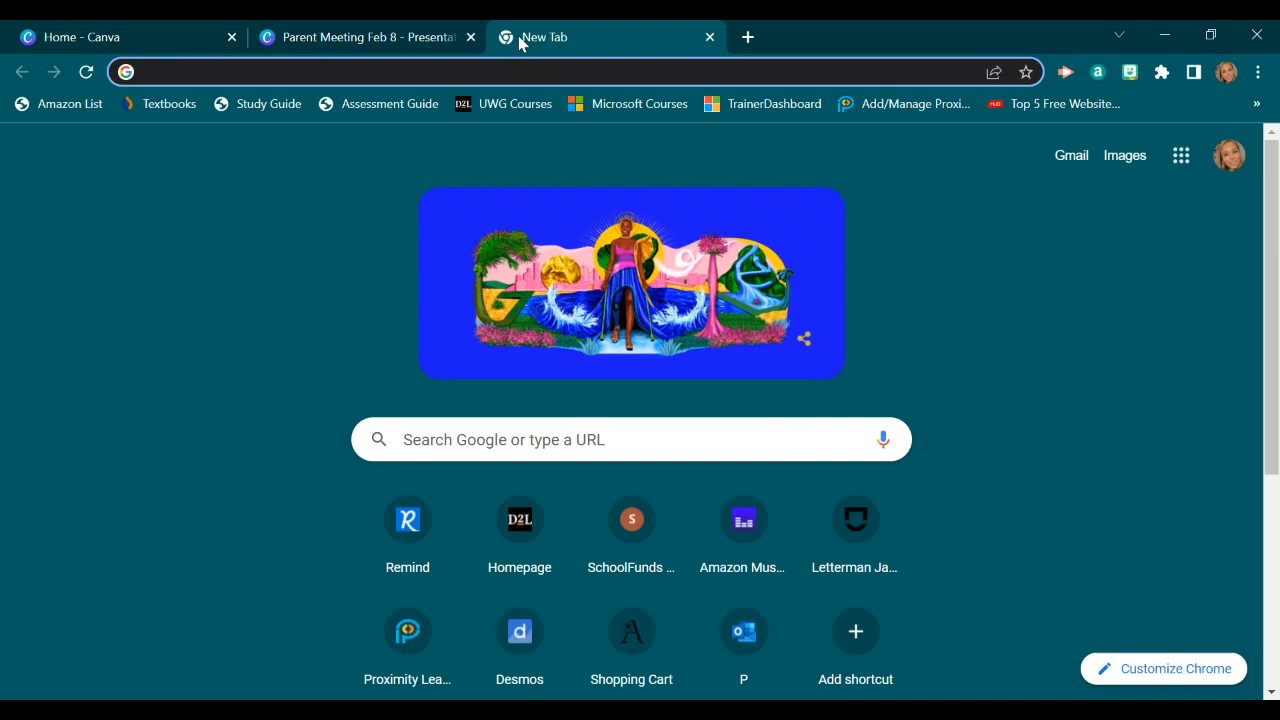 Home - Canva
Parent Meeting Feb 8 - Presentat
New Tab
Amazon List
Textbooks
Study Guide
Assessment Guide
D2L UWG Courses
Microsoft Courses
TrainerDashboard
Add/Manage Proxi...
Top 5 Free Website...
»
Gmail Images
Search Google or type a URL
D2L
S
Remind
Homepage
SchoolFunds ...
Amazon Mus...
Letterman Ja...
Proximity Lea...
Desmos
Shopping Cart
P
Add shortcut
Customize Chrome